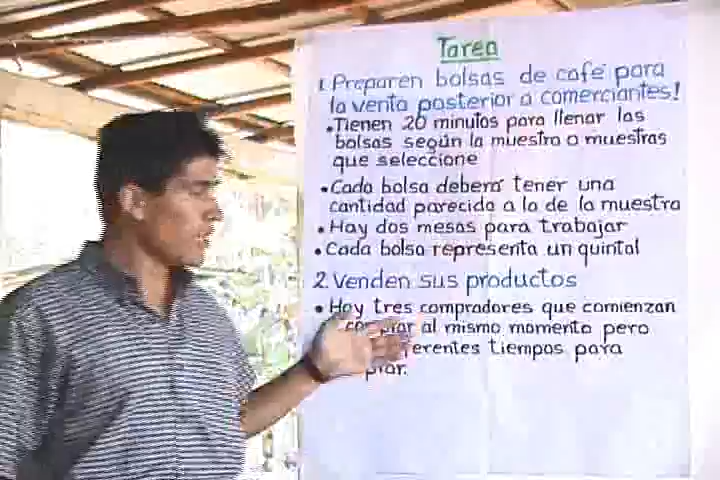 Tarea
1. Preparen bolsas de café para
la venta posterior a comerciantes!
• Tienen 20 minutos para llenar las
bolsas según la muestra o muestras
que seleccione
• Cada bolsa deberá tener una
cantidad parecida a la de la muestra
• Hay dos mesas para trabajar
• Cada bolsa representa un quintal
2. Venden sus productos
• Hay tres compradores que comienzan
al mismo momento pero
tiempos para